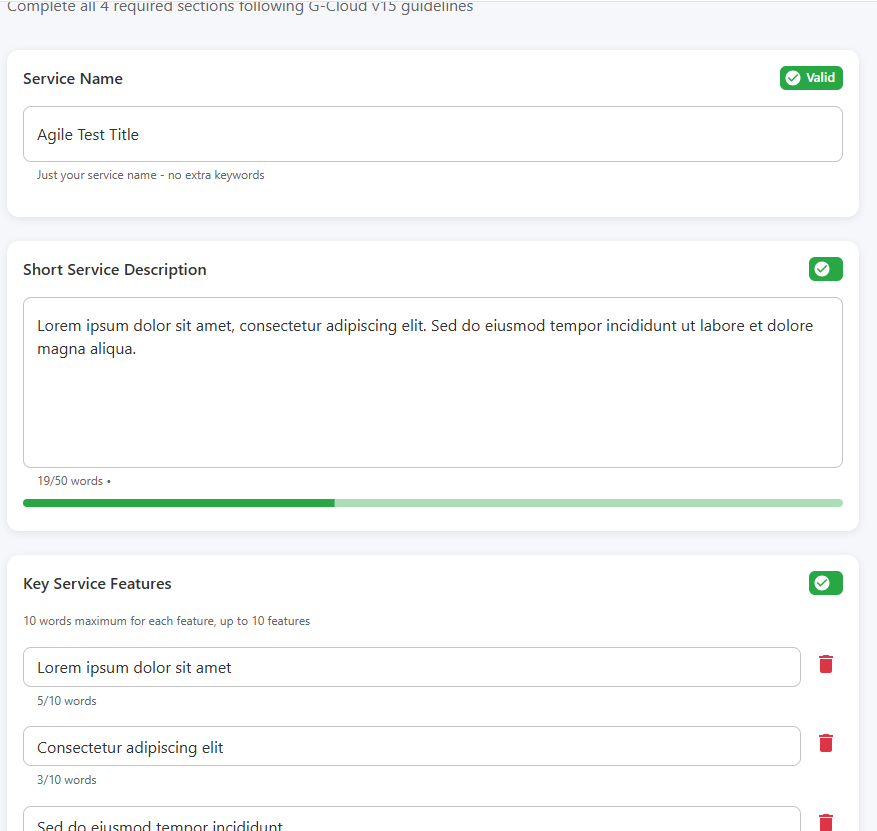 Complete all 4 required sections following G-Cloud v15 guidelines
Service Name
Valid
Agile Test Title
Just your service name - no extra keywords
Short Service Description
Lorem ipsum dolor sit amet, consectetur adipiscing elit. Sed do eiusmod tempor incididunt ut labore et dolore
magna aliqua.
19/50 words •
Key Service Features
10 words maximum for each feature, up to 10 features
Lorem ipsum dolor sit amet
5/10 words
Consectetur adipiscing elit
3/10 words
Sed do eiusmod tempor incididunt